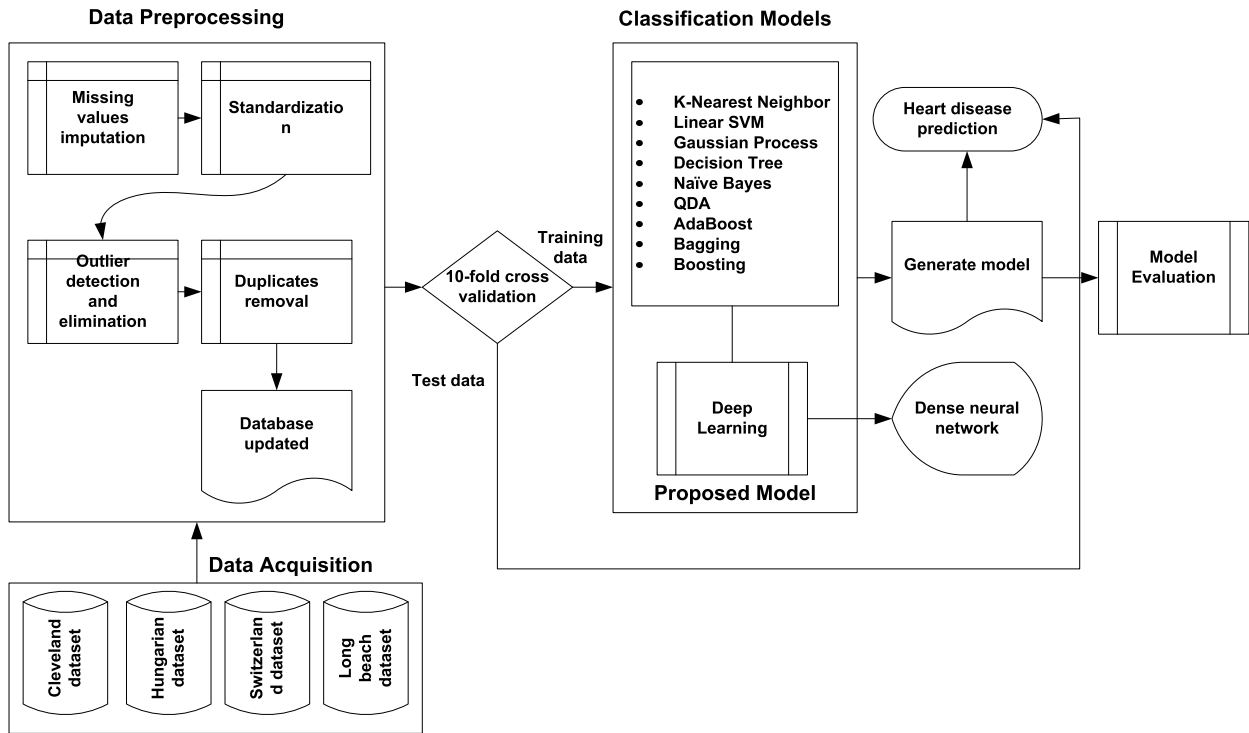 Data Preprocessing
Missing
values
imputation
Standardizatio
n
Outlier
detection
and
elimination
Duplicates
removal
Database
updated
Data Acquisition
Cleveland
dataset
Hungarian
dataset
Switzerlan
d dataset
Long
beach
dataset
10-fold cross
validation
Training
data
Test data
Classification Models
• K-Nearest Neighbor
• Linear SVM
• Gaussian Process
• Decision Tree
• Naïve Bayes
• QDA
• AdaBoost
• Bagging
• Boosting
Deep
Learning
Proposed Model
Heart disease
prediction
Generate model
Model
Evaluation
Dense neural
network